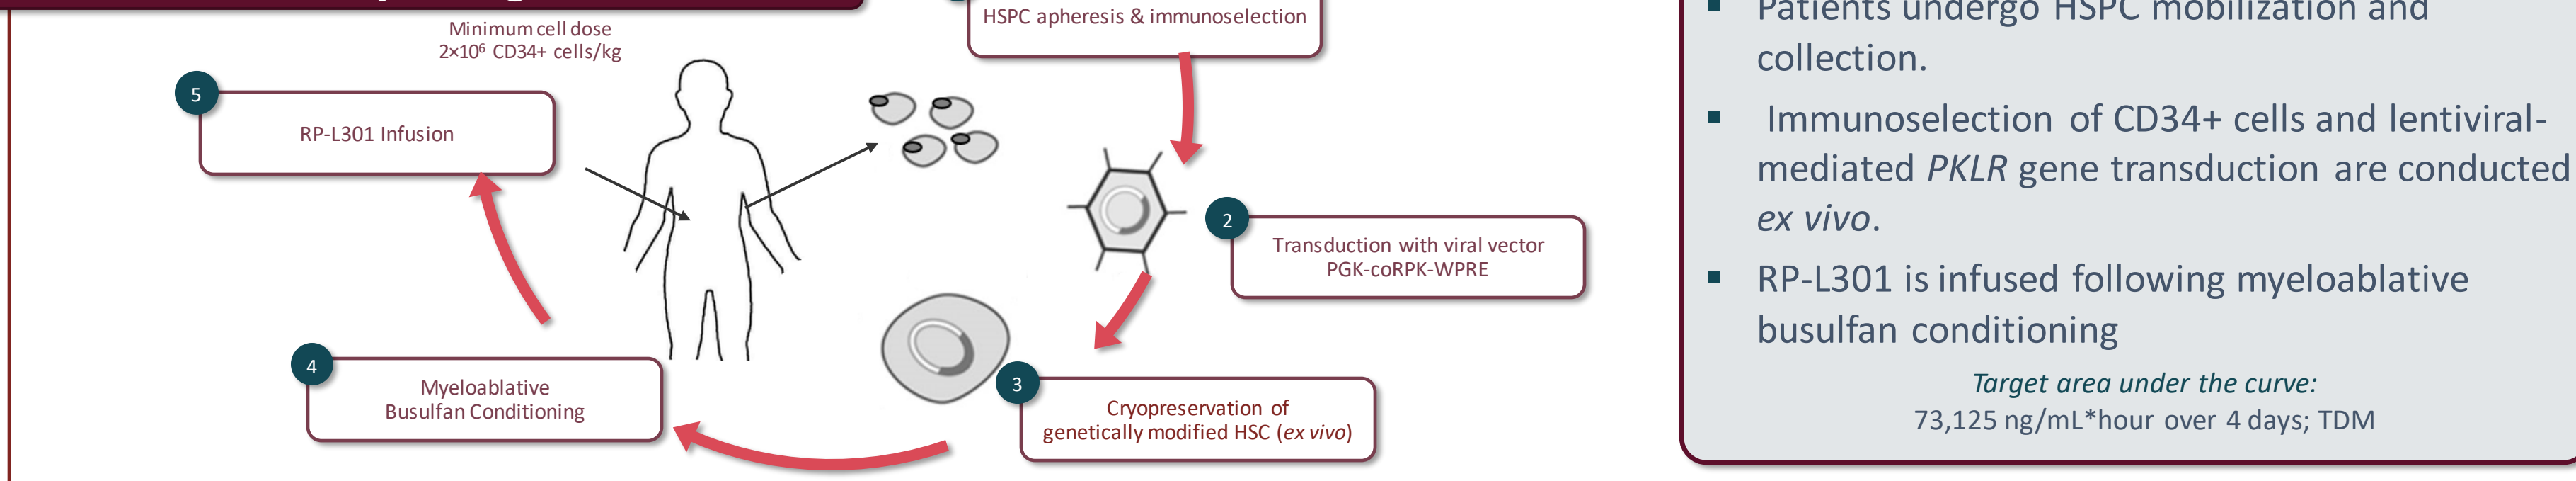 Minimum cell dose
2×10⁶ CD34+ cells/kg
HSPC apheresis & immunoselection
5
RP-L301 Infusion
2
Transduction with viral vector
PGK-coRPK-WPRE
4
Myeloablative
Busulfan Conditioning
3
Cryopreservation of
genetically modified HSC (ex vivo)
▪ Patients undergo HSPC mobilization and
collection.
▪ Immunoselection of CD34+ cells and lentiviral-
mediated PKLR gene transduction are conducted
ex vivo.
▪ RP-L301 is infused following myeloablative
busulfan conditioning
Target area under the curve:
73,125 ng/mL*hour over 4 days; TDM